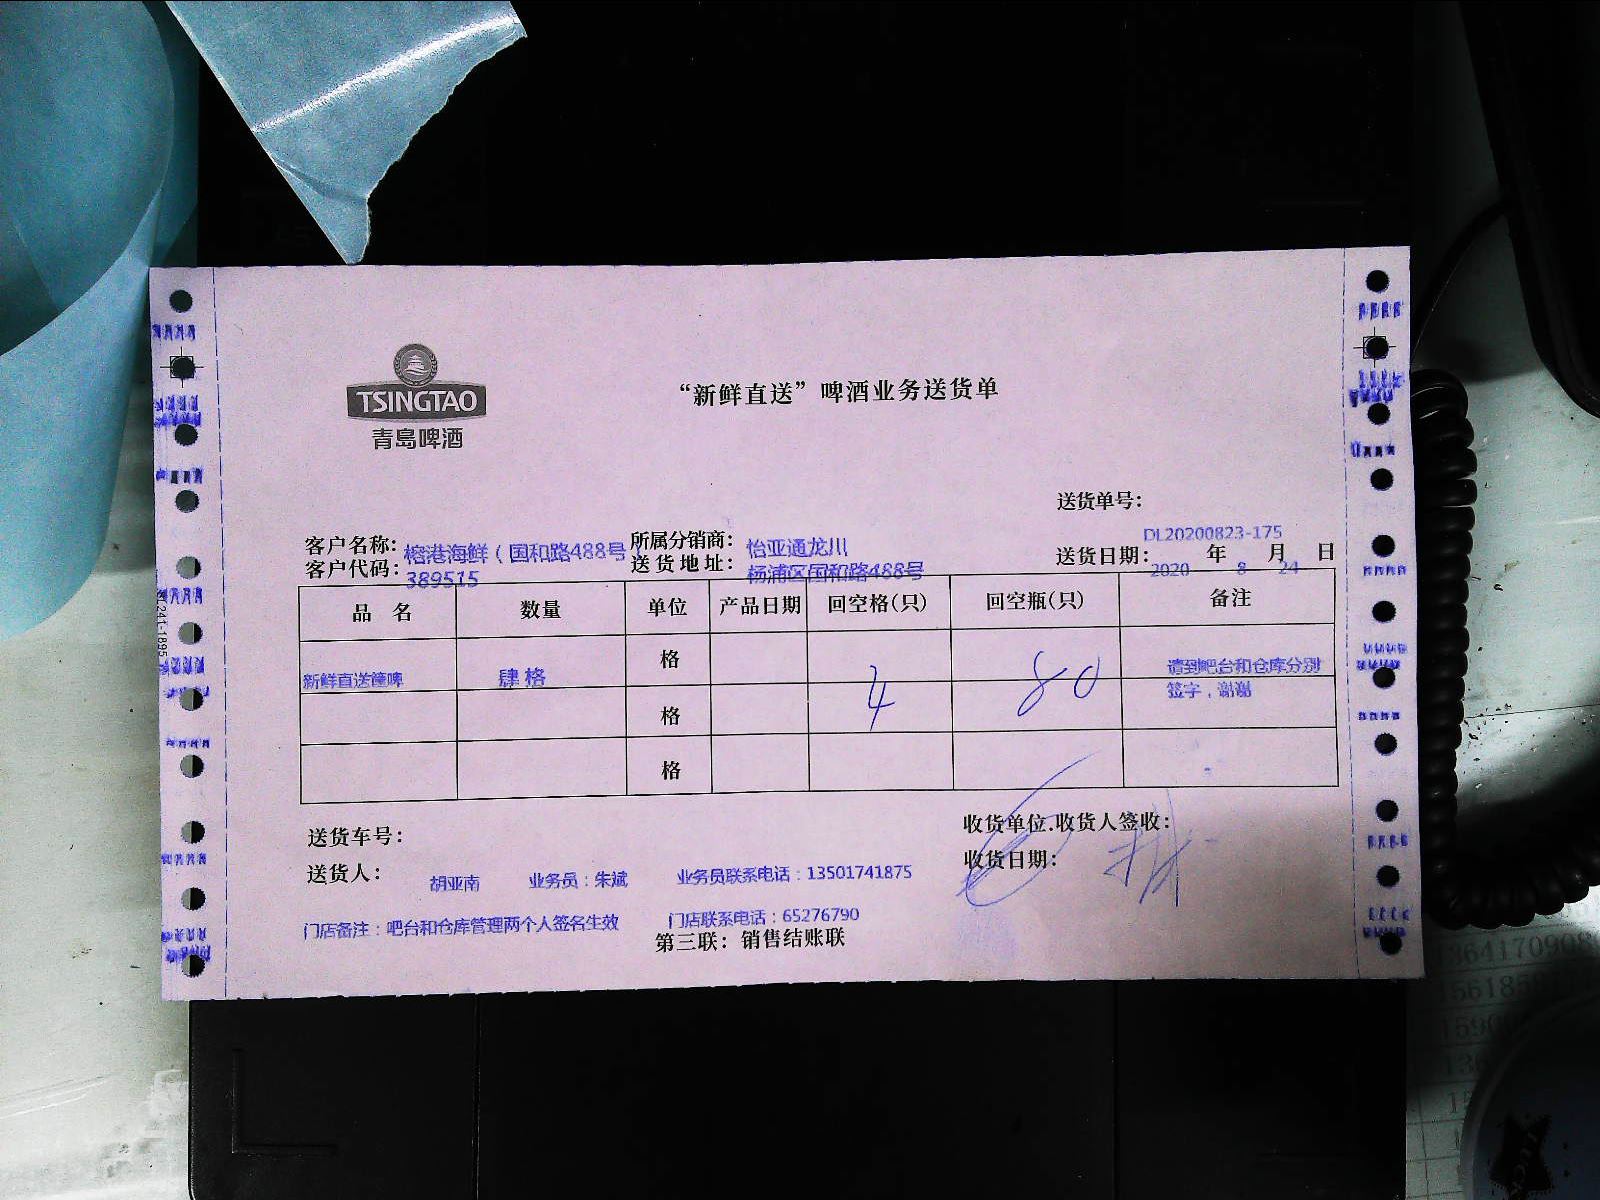 TSINGTAO
青岛啤酒
“新鲜直送”啤酒业务送货单
送货单号：
DL20200823-175
客户名称：榕港海鲜（国和路488号 所属分销商：怡亚通龙川
送货日期：2020年8月24日
客户代码：389515 送货地址：杨浦区国和路488号
品 名 数量 单位 产品日期 回空格(只) 回空瓶(只) 备注
新鲜直送筐啤 肆格 格 4 80 请到吧台和仓库分别
签字，谢谢
格
格
送货车号： 收货单位.收货人签收：
送货人： 胡亚南 业务员：朱斌 业务员联系电话：13501741875 收货日期：
门店备注：吧台和仓库管理两个人签名生效 门店联系电话：65276790
第三联：销售结账联